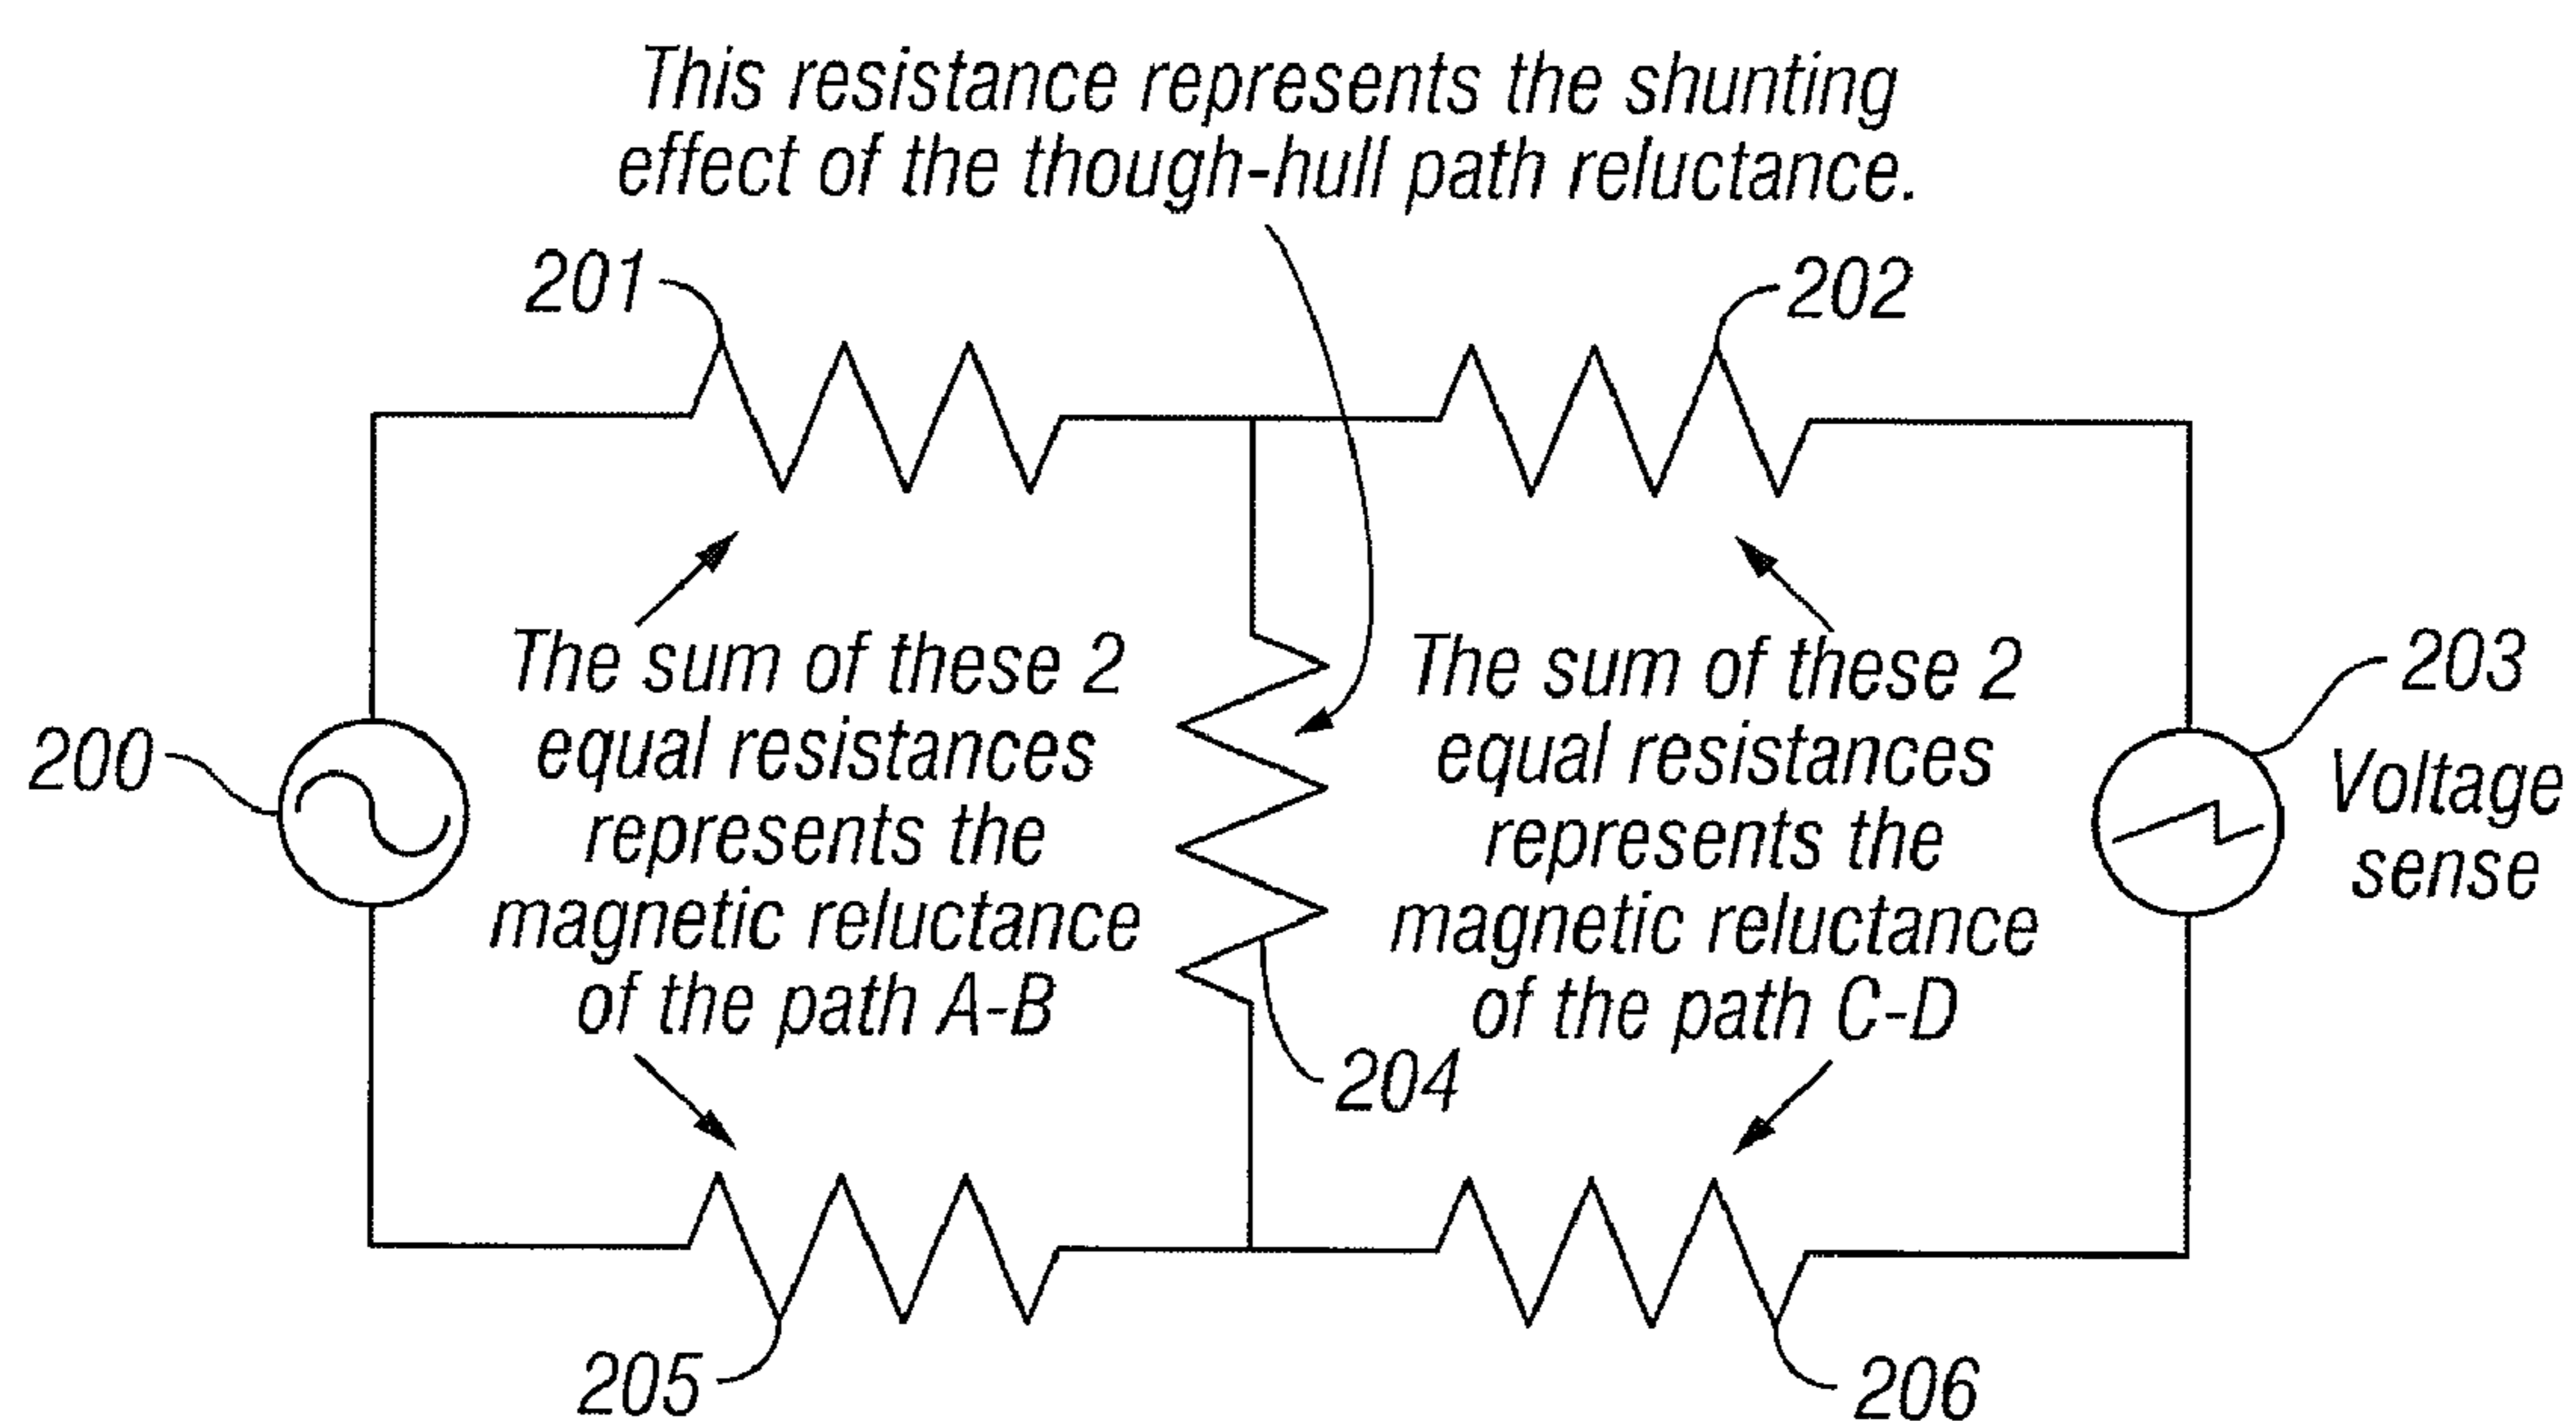 This resistance represents the shunting
effect of the though-hull path reluctance.
201
202
The sum of these 2
equal resistances
represents the
magnetic reluctance
of the path A-B
The sum of these 2
equal resistances
represents the
magnetic reluctance
of the path C-D
200
203
Voltage
sense
204
205
206